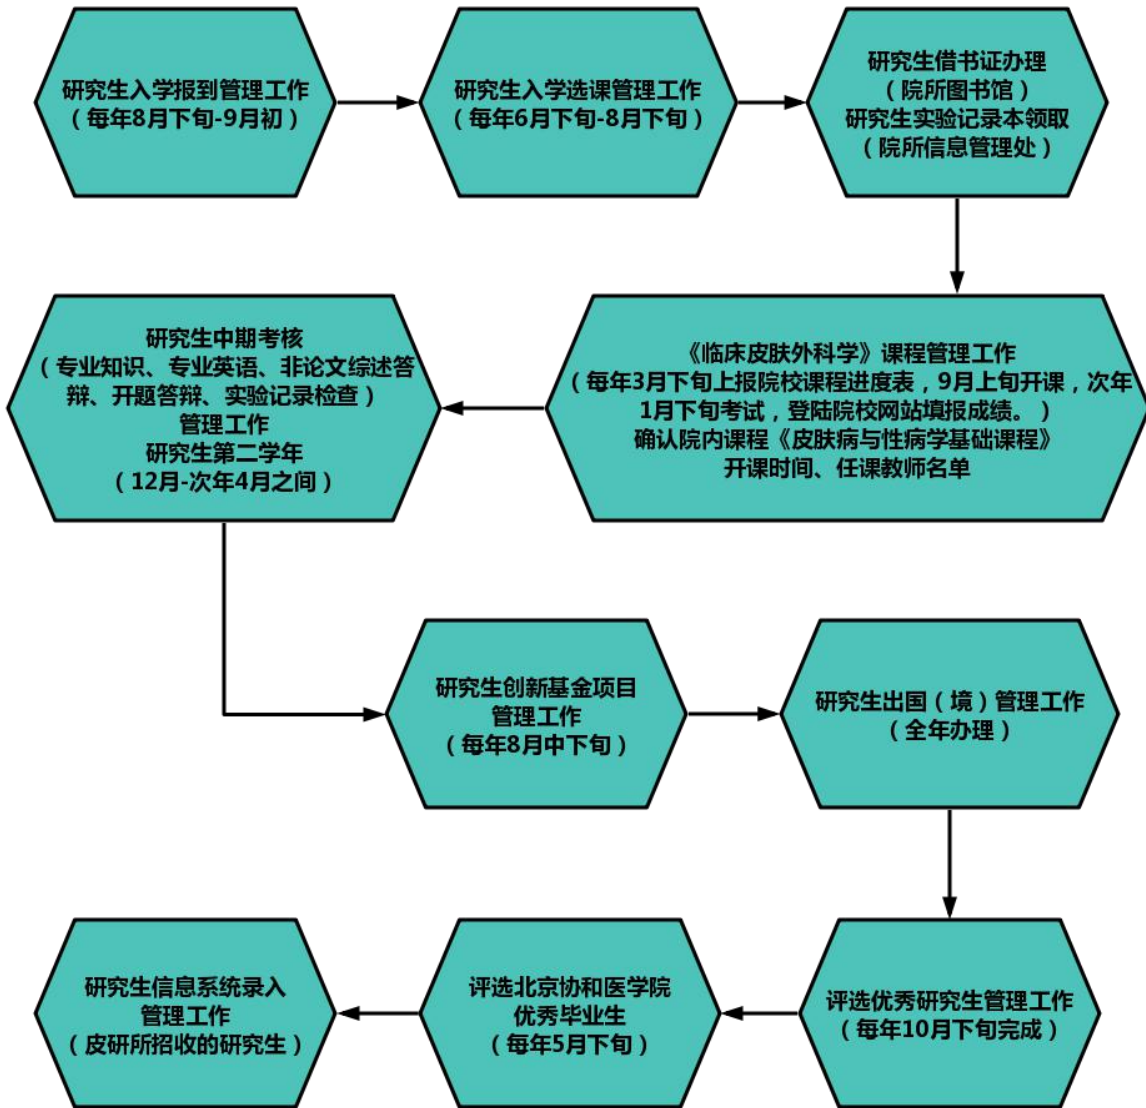 研究生入学报到管理工作
（每年8月下旬-9月初）
研究生入学选课管理工作
（每年6月下旬-8月下旬）
研究生借书证办理
（院所图书馆）
研究生实验记录本领取
（院所信息管理处）
《临床皮肤外科学》课程管理工作
（每年3月下旬上报院校课程进度表，9月上旬开课，次年
1月下旬考试，登陆院校网站填报成绩。）
确认院内课程《皮肤病与性病学基础课程》
开课时间、任课教师名单
研究生中期考核
（专业知识、专业英语、非论文综述答
辩、开题答辩、实验记录检查）
管理工作
研究生第二学年
（12月-次年4月之间）
研究生创新基金项目
管理工作
（每年8月中下旬）
研究生出国（境）管理工作
（全年办理）
评选优秀研究生管理工作
（每年10月下旬完成）
评选北京协和医学院
优秀毕业生
（每年5月下旬）
研究生信息系统录入
管理工作
（皮研所招收的研究生）